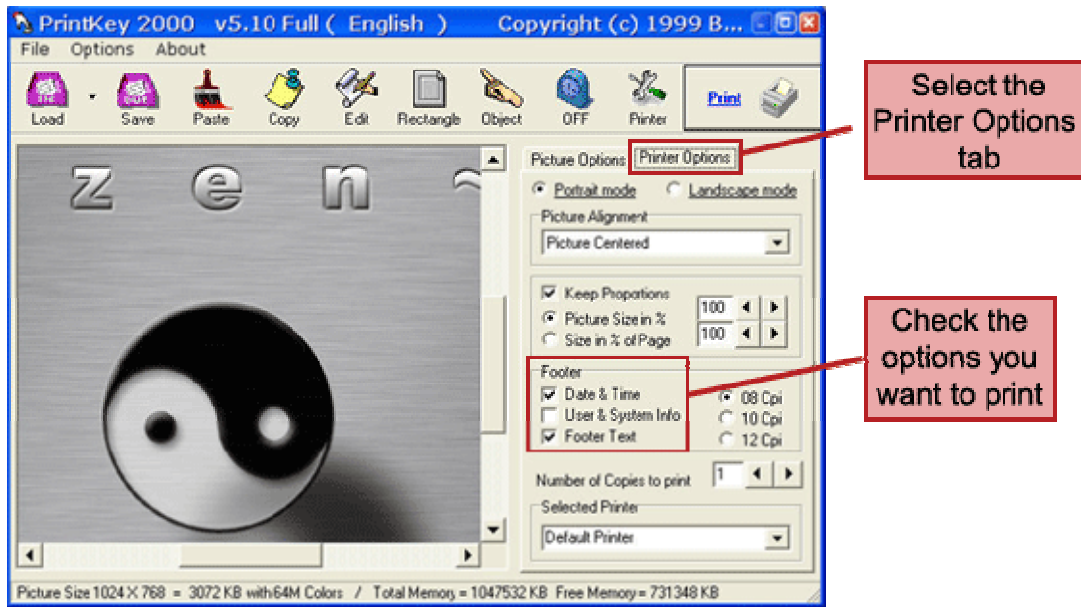 PrintKey 2000 v5.10 Full ( English ) Copyright (c) 1999 B...
File Options About
Load Save Paste Copy Edit Rectangle Object OFF Printer Print
z e n ~
Picture Options Printer Options
Portrait mode Landscape mode
Picture Alignment
Picture Centered
Keep Proportions
Picture Size in % 100
Size in % of Page 100
Footer
Date & Time 08 Cpi
User & System Info 10 Cpi
Footer Text 12 Cpi
Number of Copies to print 1
Selected Printer
Default Printer
Picture Size 1024 X 768 = 3072 KB with 64M Colors / Total Memory = 1047532 KB Free Memory = 731348 KB
Select the
Printer Options
tab
Check the
options you
want to print